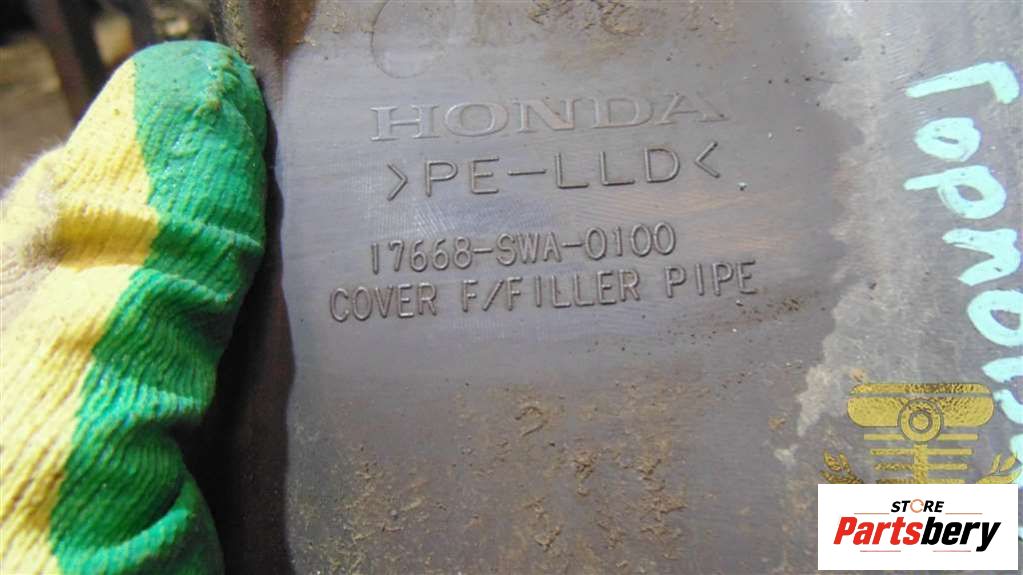 HONDA
>PE-LLD<
17668-SWA-0100
COVER F/FILLER PIPE
STORE
Partsbery